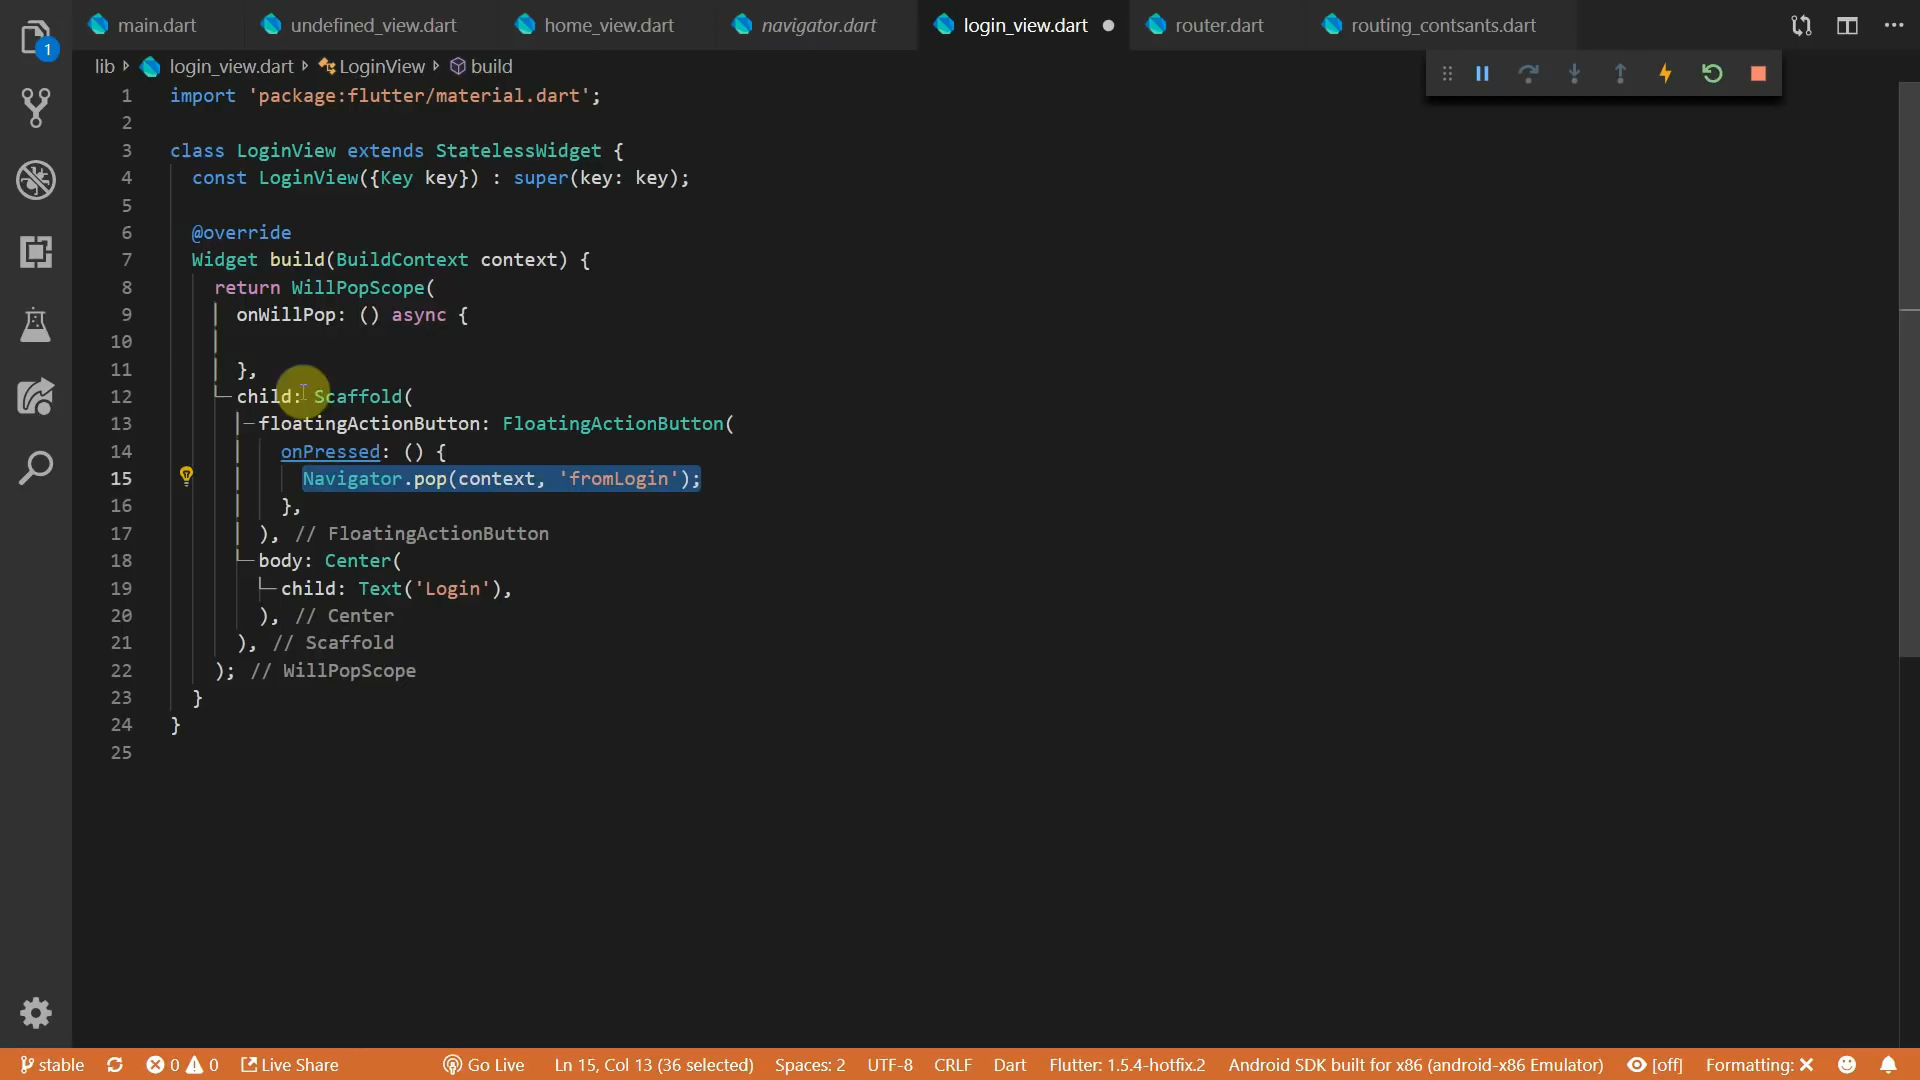 main.dart undefined_view.dart home_view.dart navigator.dart login_view.dart router.dart routing_contsants.dart
1
lib login_view.dart LoginView build
1 import 'package:flutter/material.dart';
2
3 class LoginView extends StatelessWidget {
4 const LoginView({Key key}) : super(key: key);
5
6 @override
7 Widget build(BuildContext context) {
8 return WillPopScope(
9 onWillPop: () async {
10
11 },
12 child: Scaffold(
13 floatingActionButton: FloatingActionButton(
14 onPressed: () {
15 Navigator.pop(context, 'fromLogin');
16 },
17 ), // FloatingActionButton
18 body: Center(
19 child: Text('Login'),
20 ), // Center
21 ), // Scaffold
22 ); // WillPopScope
23 }
24 }
25
stable 0 0 Live Share Go Live Ln 15, Col 13 (36 selected) Spaces: 2 UTF-8 CRLF Dart Flutter: 1.5.4-hotfix.2 Android SDK built for x86 (android-x86 Emulator) [off] Formatting: ×